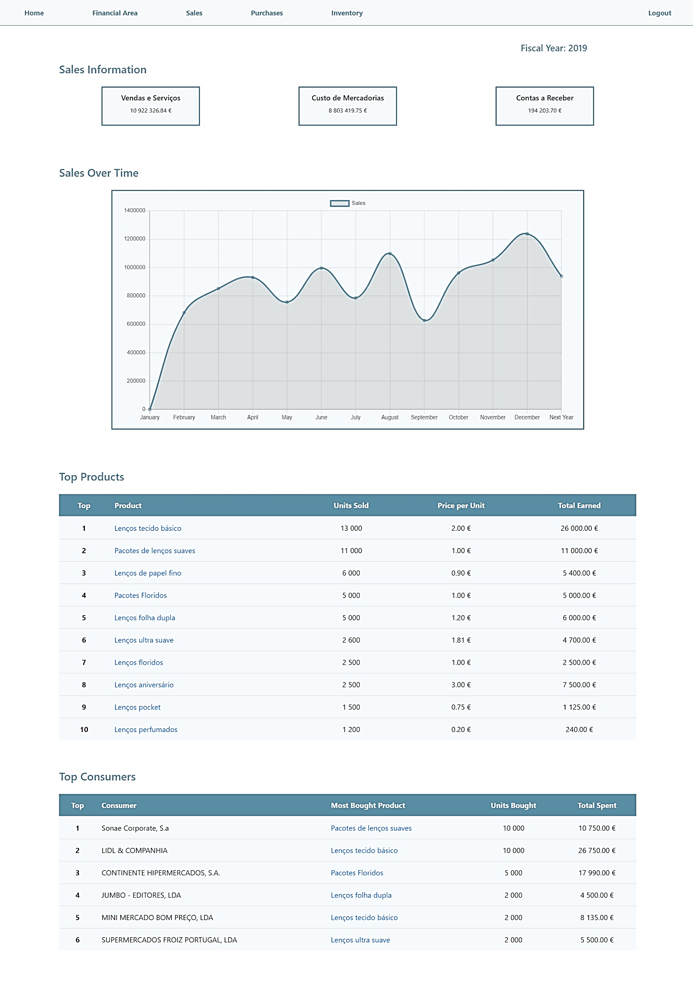 Home Financial Area Sales Purchases Inventory Logout
Fiscal Year: 2019
Sales Information
Vendas e Serviços Custo de Mercadorias Contas a Receber
10 922 326.84 € 8 803 419.75 € 194 203.70 €
Sales Over Time
Sales
1400000
1200000
1000000
800000
600000
400000
200000
0
January February March April May June July August September October November December Next Year
Top Products
Top Product Units Sold Price per Unit Total Earned
1 Lenços tecido básico 13 000 2.00 € 26 000.00 €
2 Pacotes de lenços suaves 11 000 1.00 € 11 000.00 €
3 Lenços de papel fino 6 000 0.90 € 5 400.00 €
4 Pacotes Floridos 5 000 1.00 € 5 000.00 €
5 Lenços folha dupla 5 000 1.20 € 6 000.00 €
6 Lenços ultra suave 2 600 1.81 € 4 700.00 €
7 Lenços floridos 2 500 1.00 € 2 500.00 €
8 Lenços aniversário 2 500 3.00 € 7 500.00 €
9 Lenços pocket 1 500 0.75 € 1 125.00 €
10 Lenços perfumados 1 200 0.20 € 240.00 €
Top Consumers
Top Consumer Most Bought Product Units Bought Total Spent
1 Sonae Corporate, S.a Pacotes de lenços suaves 10 000 10 750.00 €
2 LIDL & COMPANHIA Lenços tecido básico 10 000 26 750.00 €
3 CONTINENTE HIPERMERCADOS, S.A. Pacotes Floridos 5 000 17 990.00 €
4 JUMBO - EDITORES, LDA Lenços folha dupla 2 000 4 500.00 €
5 MINI MERCADO BOM PREÇO, LDA Lenços tecido básico 2 000 8 135.00 €
6 SUPERMERCADOS FROIZ PORTUGAL, LDA Lenços ultra suave 2 000 5 500.00 €